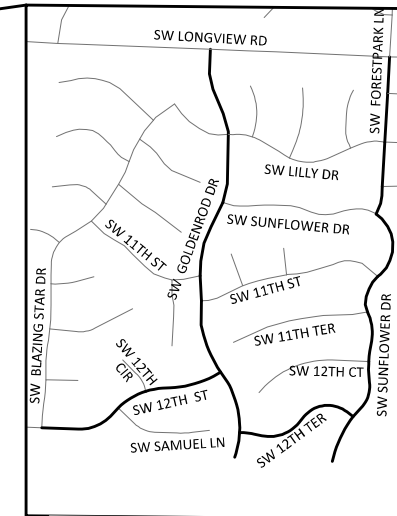 SW LONGVIEW RD
SW FORESTPARK LN
SW LILLY DR
SW GOLDENROD DR
SW SUNFLOWER DR
SW 11TH ST
SW 11TH ST
SW BLAZING STAR DR
SW SUNFLOWER DR
SW 11TH TER
SW 12TH
CIR
SW 12TH CT
SW 12TH ST
SW 12TH TER
SW SAMUEL LN